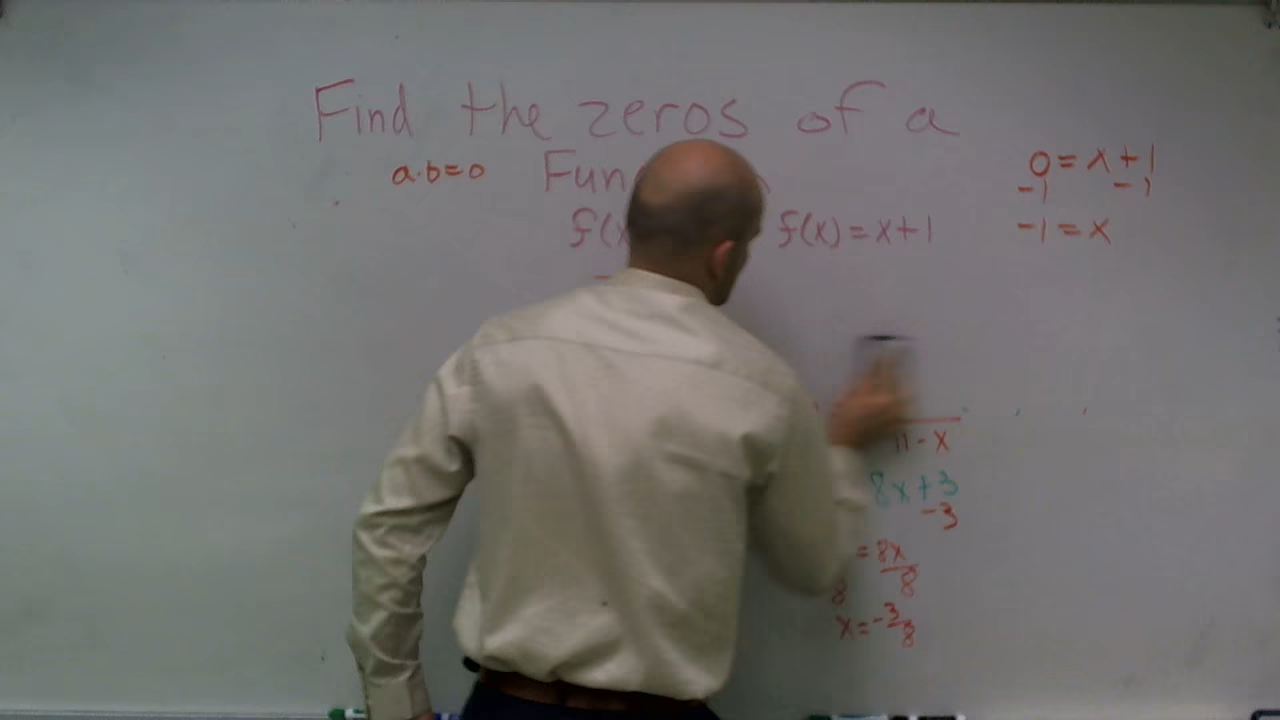 Find the zeros of a
a·b=0
0 = x + 1
-1 -1
f(x) = x+1
-1 = x
11 - x
8x + 3
-3
= 8x
8 8
x = -3/8